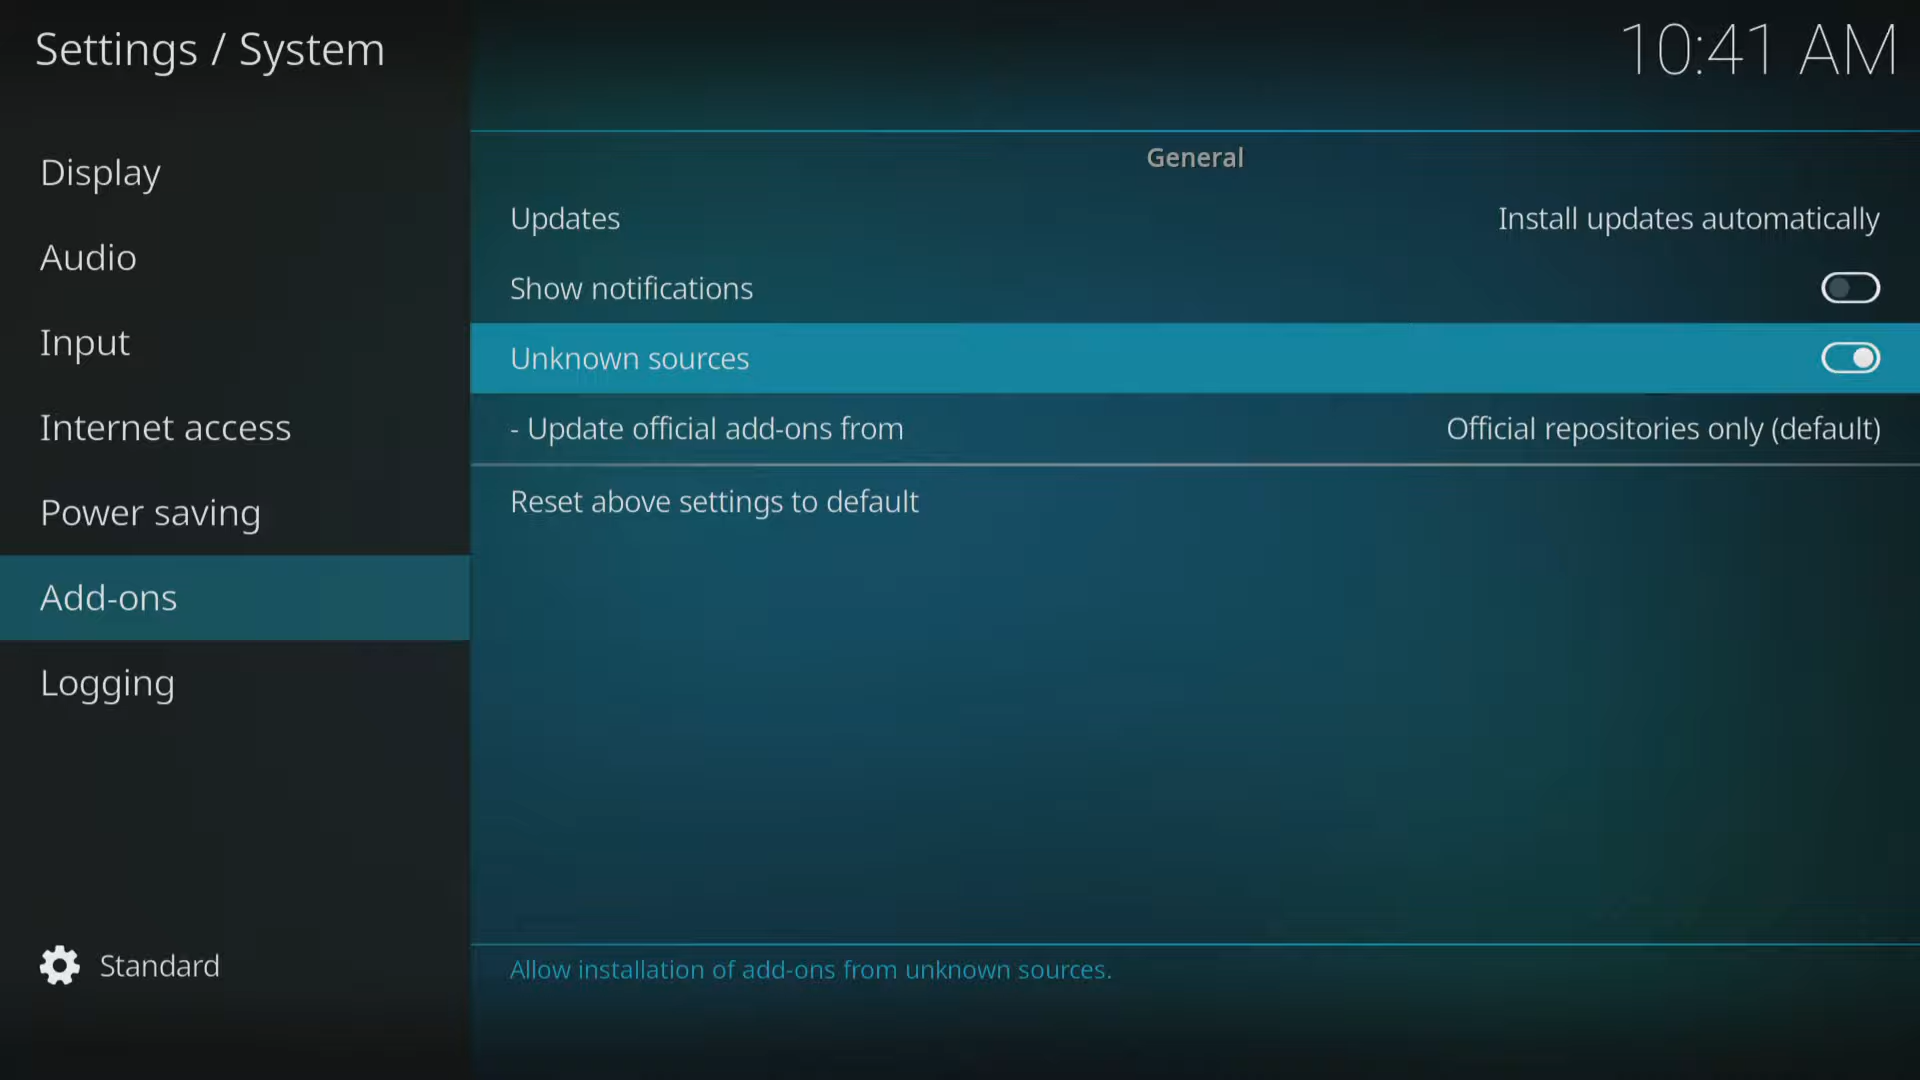 Settings / System
10:41 AM
Display
Audio
Input
Internet access
Power saving
Add-ons
Logging
Standard
General
Updates
Install updates automatically
Show notifications
Unknown sources
- Update official add-ons from
Official repositories only (default)
Reset above settings to default
Allow installation of add-ons from unknown sources.